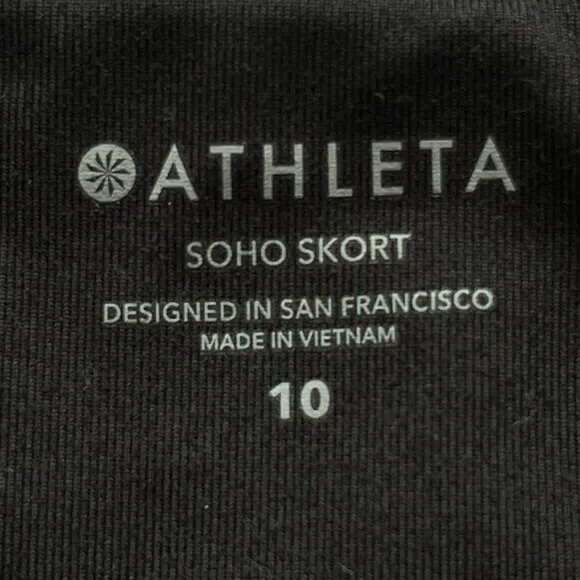 ATHLETA
SOHO SKORT
DESIGNED IN SAN FRANCISCO
MADE IN VIETNAM
10